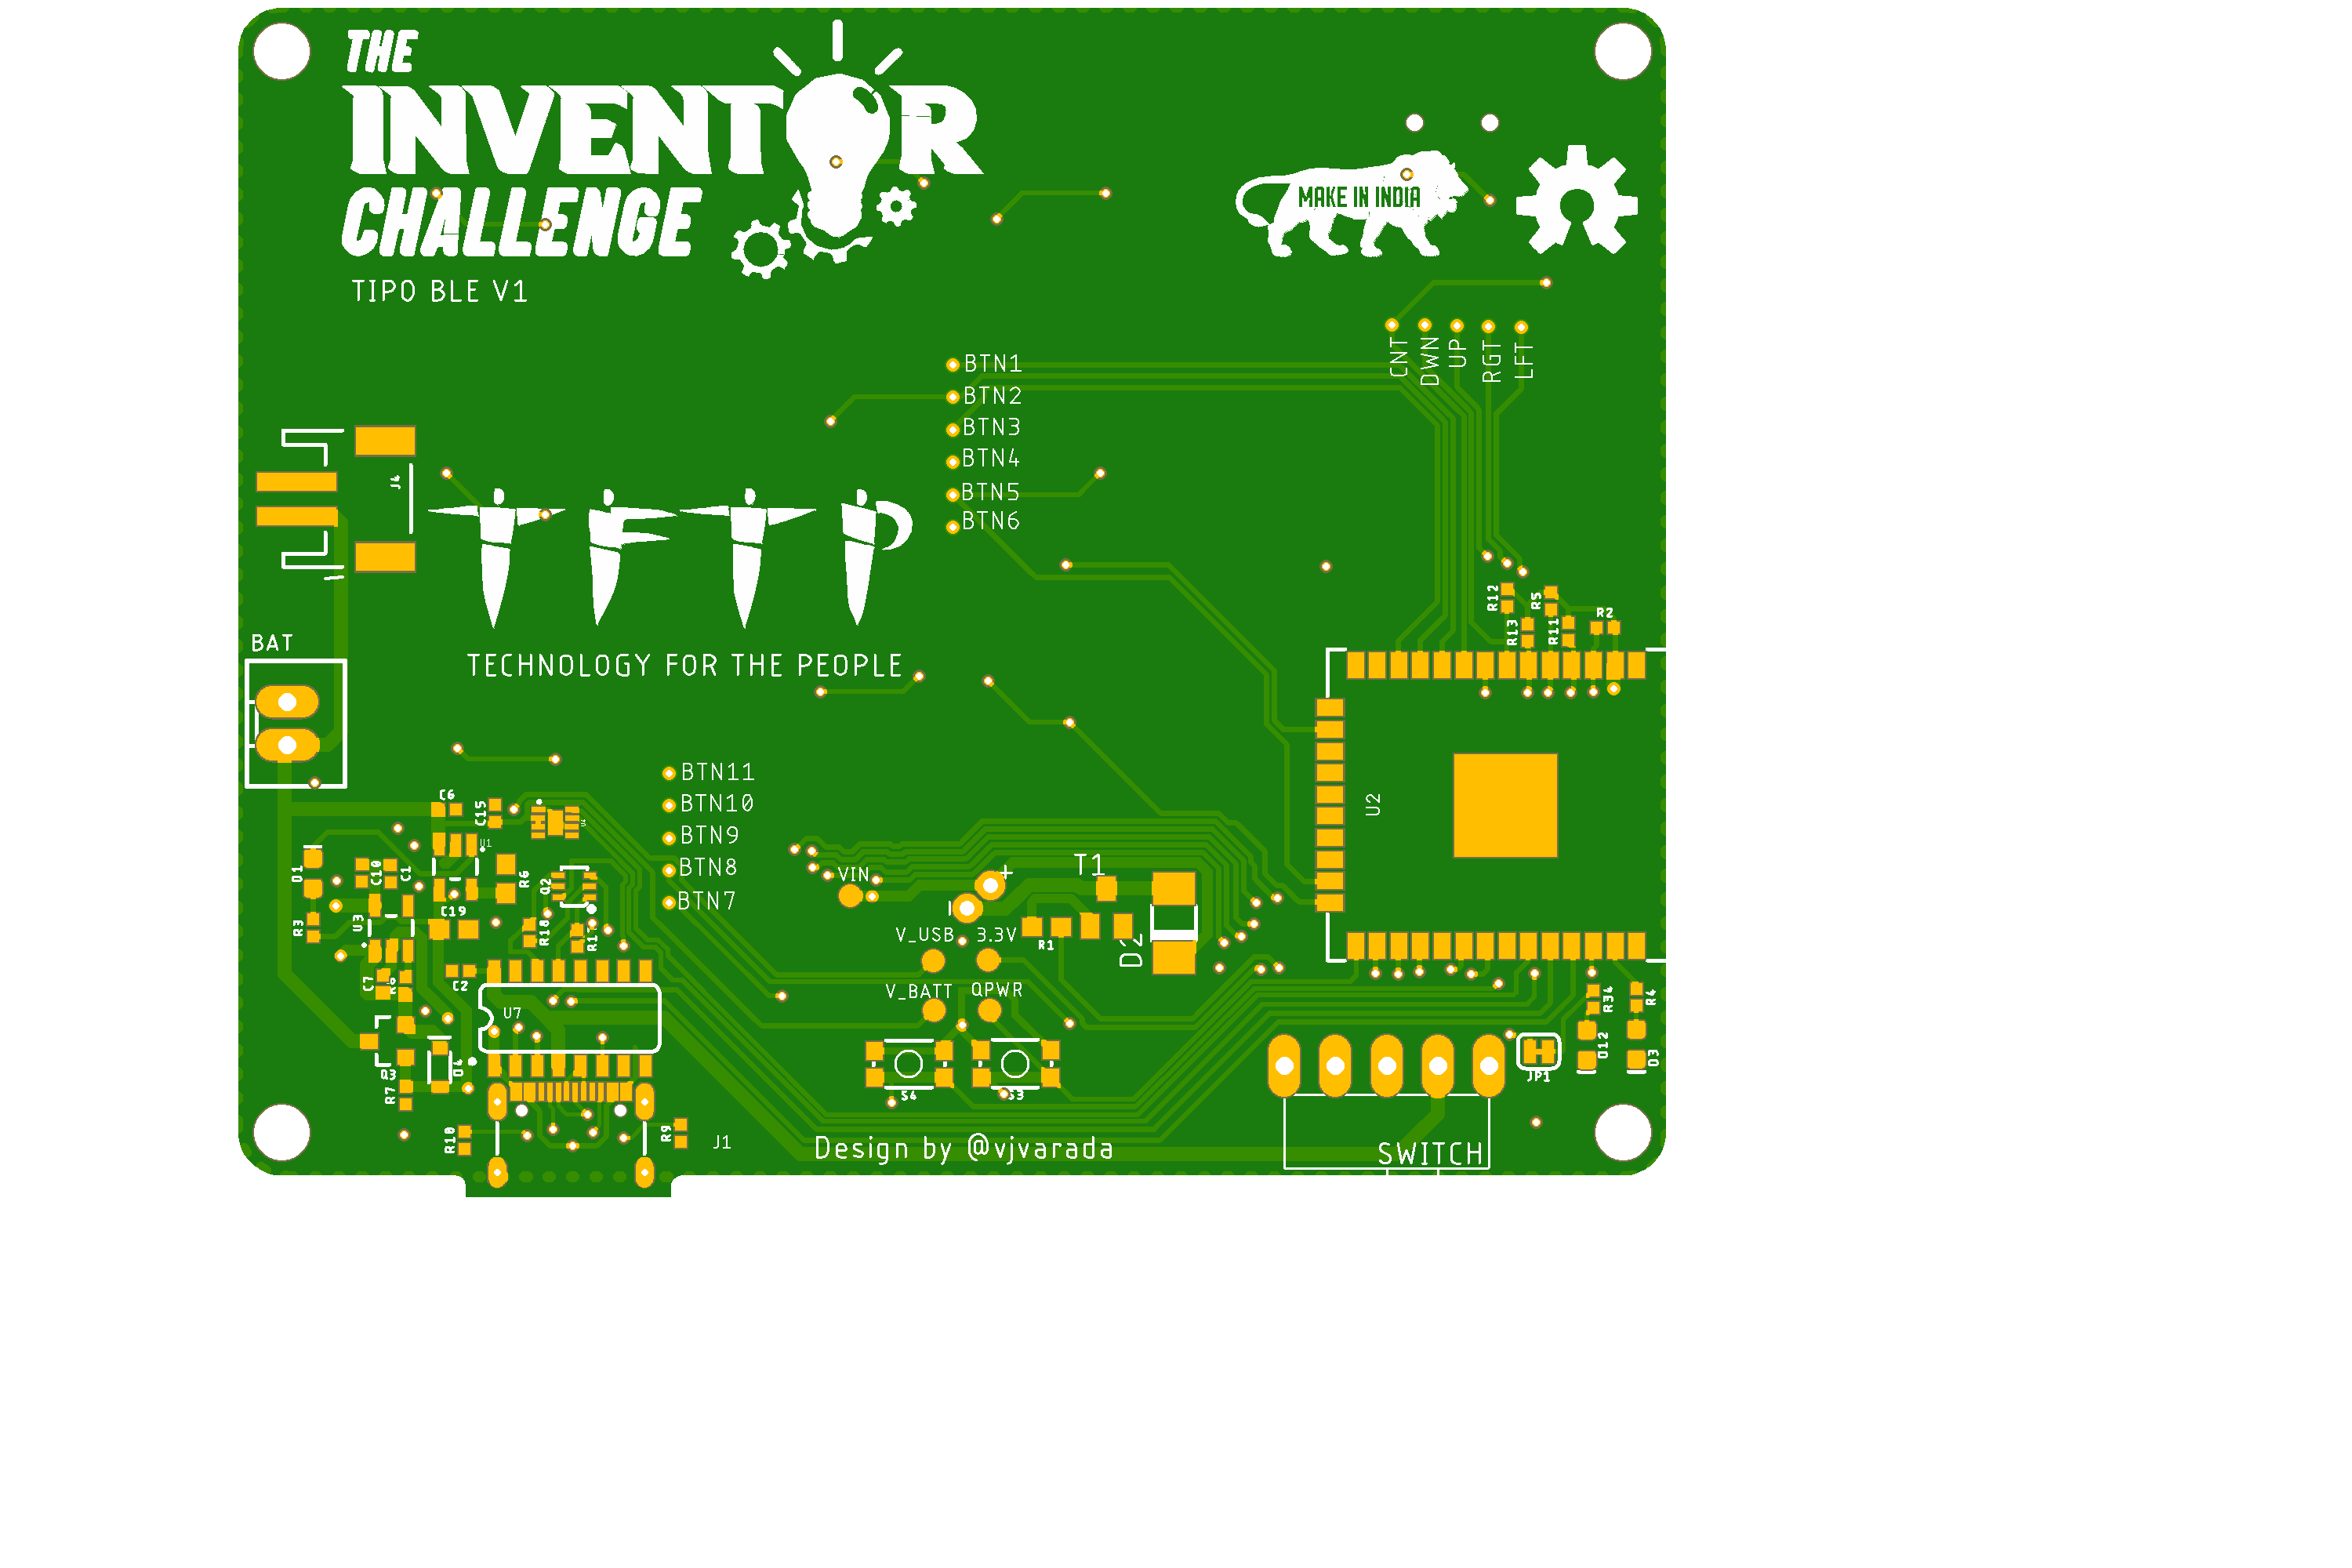 THE
INVENTOR
CHALLENGE
TIPO BLE V1
MAKE IN INDIA
CNT
DWN
UP
RGT
LFT
BTN1
BTN2
BTN3
BTN4
BTN5
BTN6
J4
TFTP
TECHNOLOGY FOR THE PEOPLE
BAT
R12
R5
R2
R13
R11
U2
BTN11
BTN10
BTN9
BTN8
BTN7
C6
C15
U4
U1
D1
C10
C1
R6
Q2
VIN
T1
+
C19
R3
U3
R18
V_USB
3.3V
R1
D2
C7
C2
V_BATT
QPWR
U7
R34
R4
D12
D3
JP1
Q3
D4
R7
S4
S3
R10
R9
J1
Design by @vjvarada
SWITCH